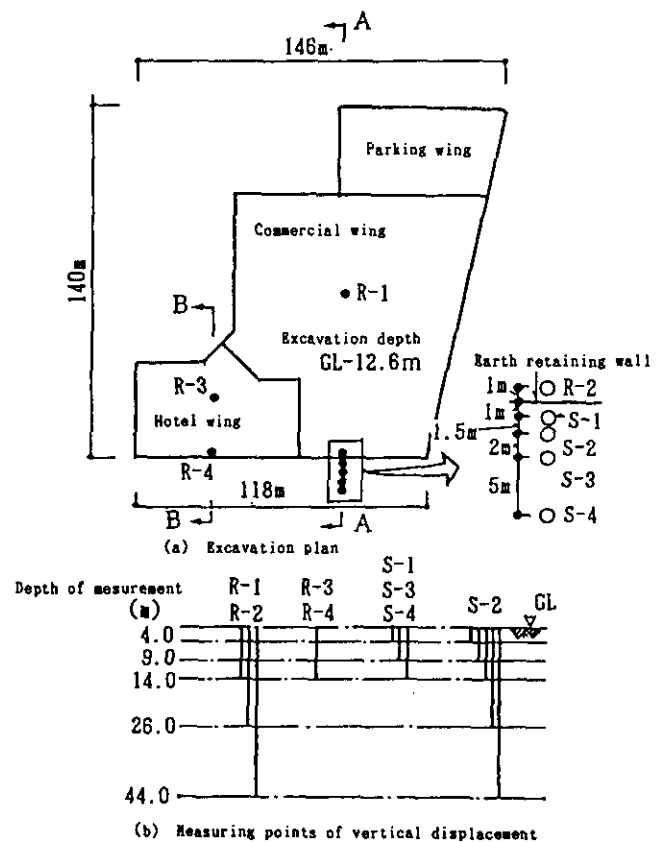 A
146m
Parking wing
Commercial wing
140m
R-1
B
Excavation depth
GL-12.6m
Earth retaining wall
1m
R-2
R-3
1m
S-1
Hotel wing
1.5m
S-2
2m
R-4
S-3
118m
5m
S-4
B
A
(a) Excavation plan
S-1
Depth of mesurement
R-1
R-3
S-3
(m)
R-2
R-4
S-4
S-2
GL
4.0
9.0
14.0
26.0
44.0
(b) Measuring points of vertical displacement